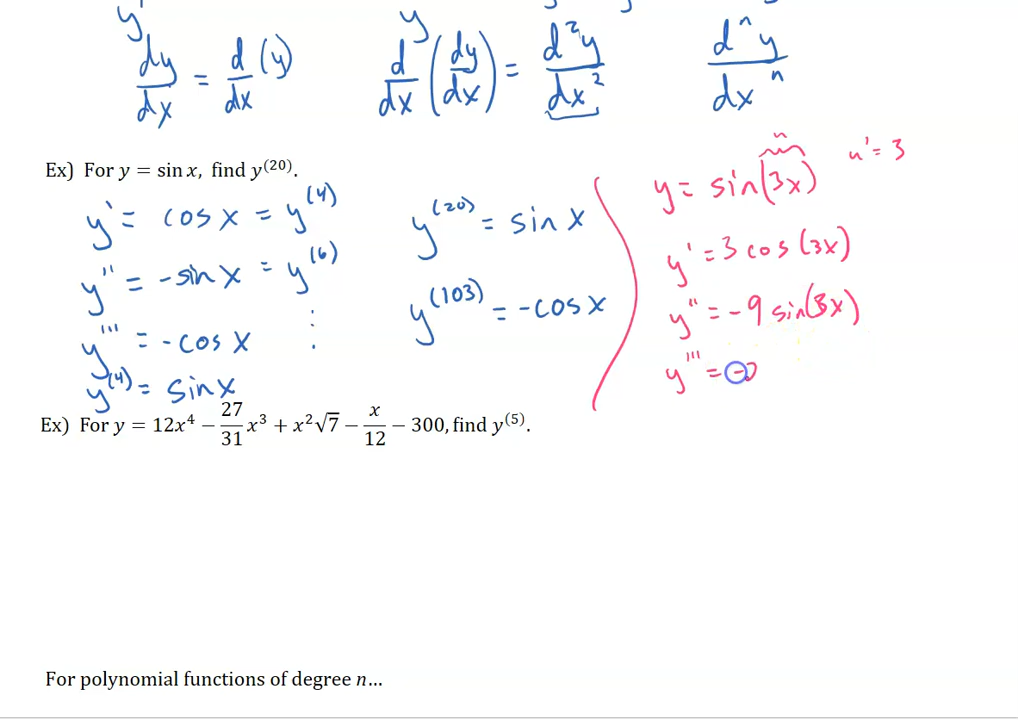 y'
y
dy/dx = d/dx (y)
d/dx (dy/dx) = d²y/dx²
dⁿy/dxⁿ
Ex) For y = sin x, find y⁽²⁰⁾.
y' = cos x = y⁽⁴⁾
y'' = -sin x = y⁽⁶⁾
⋮
y''' = -cos x
y⁽⁴⁾ = sin x
y⁽²⁰⁾ = sin x
y⁽¹⁰³⁾ = -cos x
u
y = sin(3x)
u' = 3
y' = 3 cos(3x)
y'' = -9 sin(3x)
y''' = -2
Ex) For y = 12x⁴ − 27/31 x³ + x²√7 − x/12 − 300, find y⁽⁵⁾.
For polynomial functions of degree n...